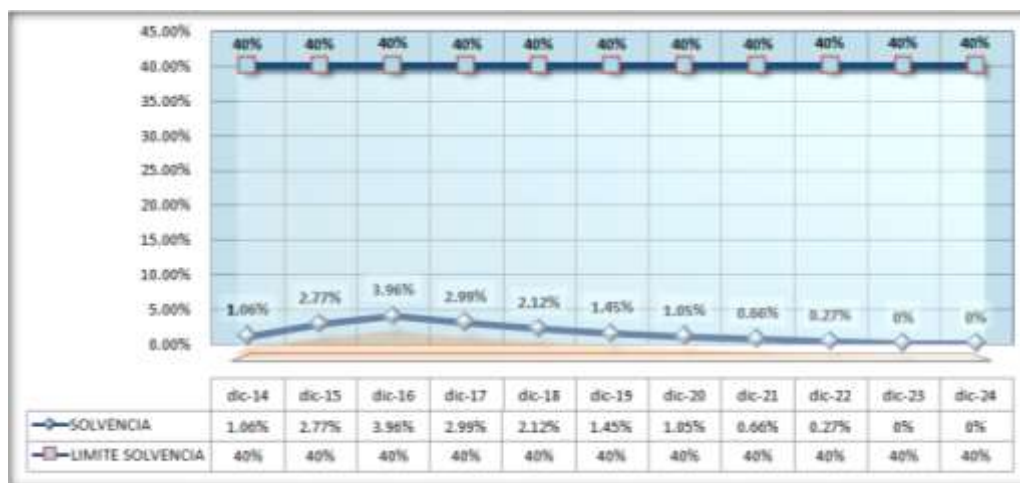 45.00%
40% 40% 40% 40% 40% 40% 40% 40% 40% 40% 40%
40.00%
35.00%
30.00%
25.00%
20.00%
15.00%
10.00%
5.00%
1.06% 2.77% 3.96% 2.99% 2.12% 1.45% 1.05% 0.66% 0.27% 0% 0%
0.00%
dic-14 dic-15 dic-16 dic-17 dic-18 dic-19 dic-20 dic-21 dic-22 dic-23 dic-24
SOLVENCIA 1.06% 2.77% 3.96% 2.99% 2.12% 1.45% 1.05% 0.66% 0.27% 0% 0%
LIMITE SOLVENCIA 40% 40% 40% 40% 40% 40% 40% 40% 40% 40% 40%